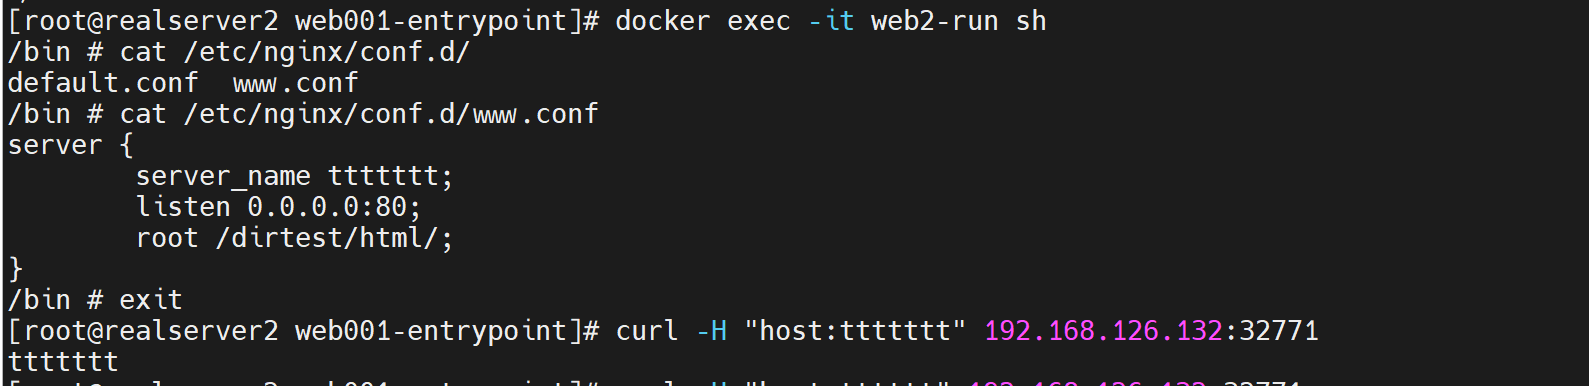 [root@realserver2 web001-entrypoint]# docker exec -it web2-run sh
/bin # cat /etc/nginx/conf.d/
default.conf  www.conf
/bin # cat /etc/nginx/conf.d/www.conf
server {
        server_name ttttttt;
        listen 0.0.0.0:80;
        root /dirtest/html/;
}
/bin # exit
[root@realserver2 web001-entrypoint]# curl -H "host:ttttttt" 192.168.126.132:32771
ttttttt